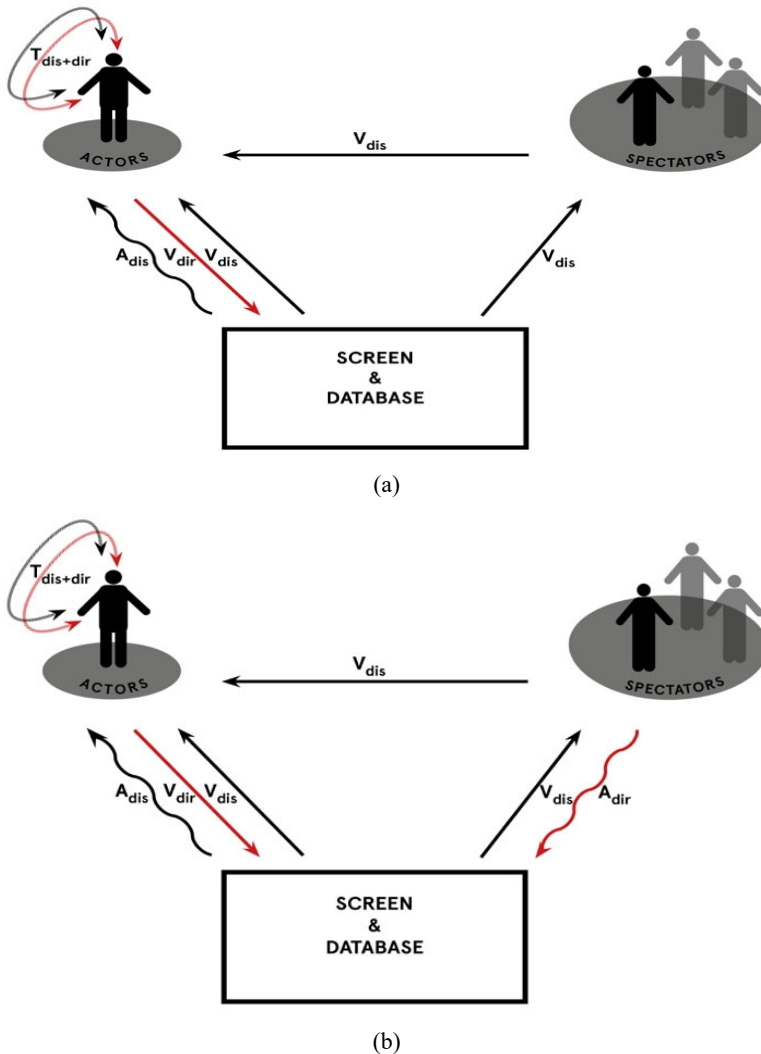 T dis+dir
ACTORS
SPECTATORS
V dis
A dis
V dir
V dis
V dis
SCREEN
&
DATABASE
(a)
T dis+dir
ACTORS
SPECTATORS
V dis
A dis
V dir
V dis
V dis
A dir
SCREEN
&
DATABASE
(b)